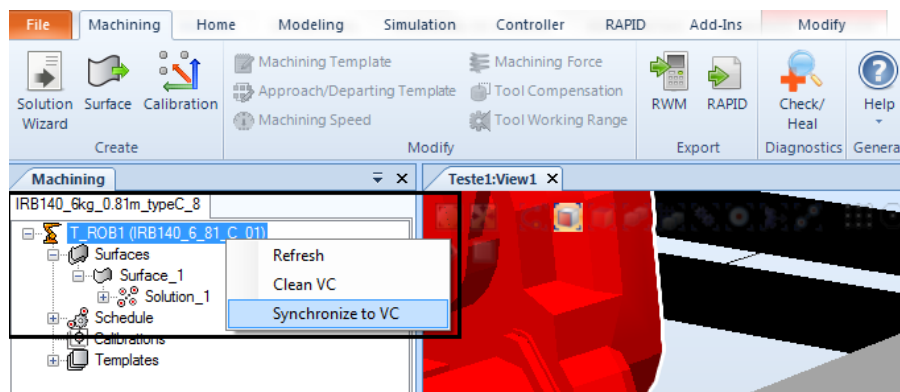 File Machining Home Modeling Simulation Controller RAPID Add-Ins Modify
Machining Template Machining Force
Approach/Departing Template Tool Compensation
Solution Wizard Surface Calibration RWM RAPID Check/ Heal Help
Machining Speed Tool Working Range
Create Modify Export Diagnostics Genera
Machining Teste1:View1
IRB140_6kg_0.81m_typeC_8
T_ROB1 (IRB140_6_81_C_01)
Surfaces Refresh
Surface_1 Clean VC
Solution_1
Schedule Synchronize to VC
Calibrations
Templates